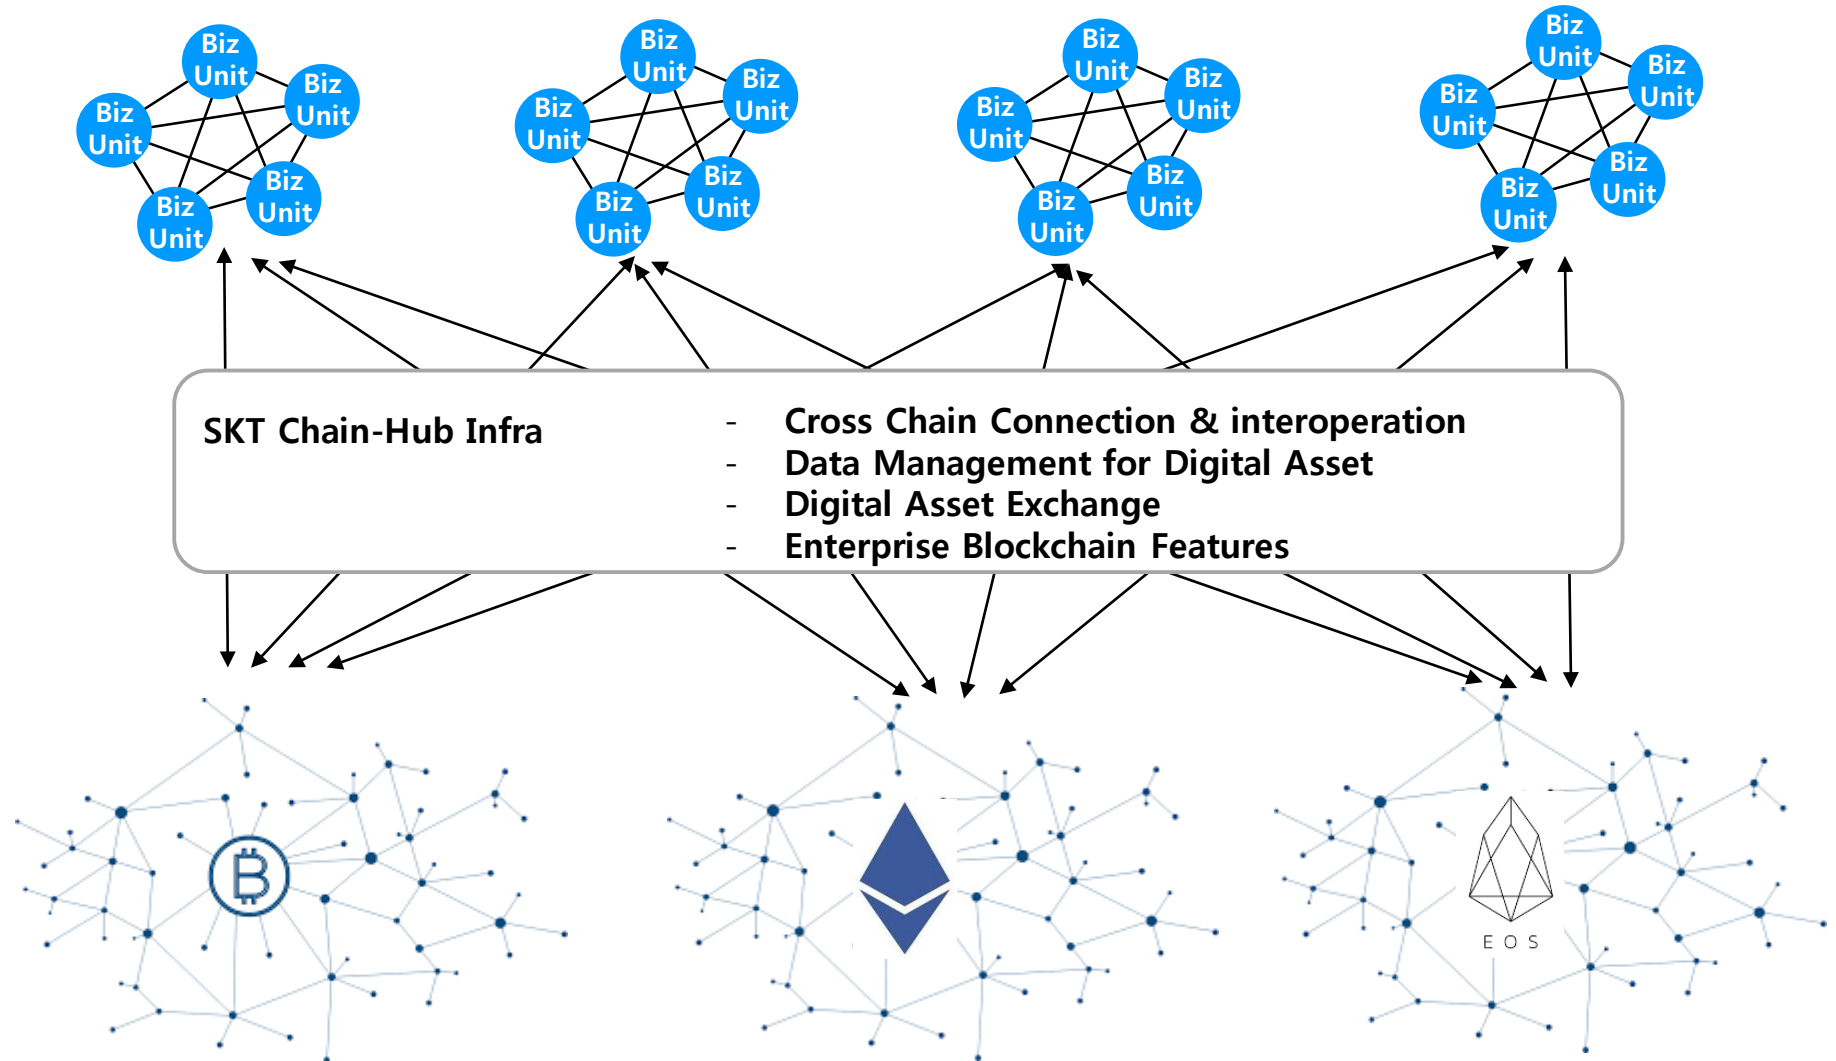 Biz
Unit
Biz
Unit
Biz
Unit
Biz
Unit
Biz
Unit
Biz
Unit
Biz
Unit
Biz
Unit
Biz
Unit
Biz
Unit
Biz
Unit
Biz
Unit
Biz
Unit
Biz
Unit
Biz
Unit
Biz
Unit
Biz
Unit
Biz
Unit
Biz
Unit
Biz
Unit
SKT Chain-Hub Infra
- Cross Chain Connection & interoperation
- Data Management for Digital Asset
- Digital Asset Exchange
- Enterprise Blockchain Features
EOS